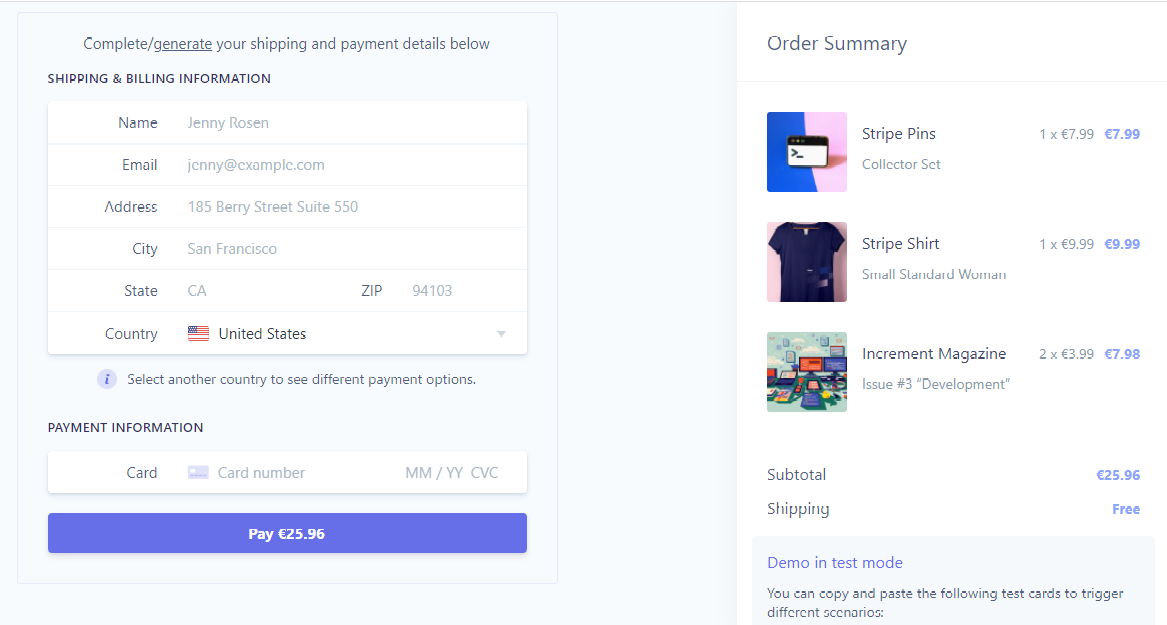 Complete/generate your shipping and payment details below
SHIPPING & BILLING INFORMATION
Name Jenny Rosen
Email jenny@example.com
Address 185 Berry Street Suite 550
City San Francisco
State CA ZIP 94103
Country United States
i Select another country to see different payment options.
PAYMENT INFORMATION
Card Card number MM / YY CVC
Pay €25.96
Order Summary
>_
Stripe Pins 1 x €7.99 €7.99
Collector Set
Stripe Shirt 1 x €9.99 €9.99
Small Standard Woman
Increment Magazine 2 x €3.99 €7.98
Issue #3 “Development”
Subtotal €25.96
Shipping Free
Demo in test mode
You can copy and paste the following test cards to trigger
different scenarios: